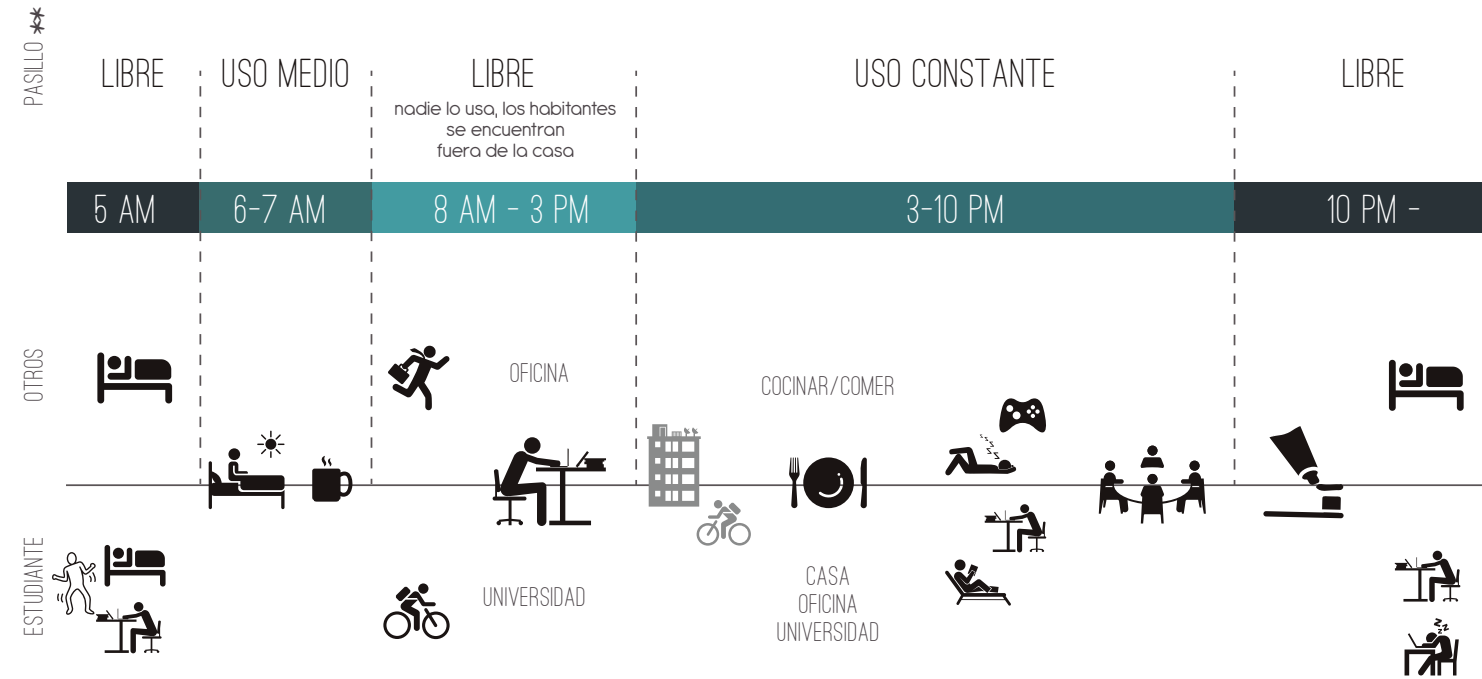 PASILLO
LIBRE
USO MEDIO
LIBRE
nadie lo usa, los habitantes
se encuentran
fuera de la casa
USO CONSTANTE
LIBRE
5 AM
6-7 AM
8 AM - 3 PM
3-10 PM
10 PM -
OTROS
OFICINA
COCINAR/COMER
ESTUDIANTE
UNIVERSIDAD
CASA
OFICINA
UNIVERSIDAD